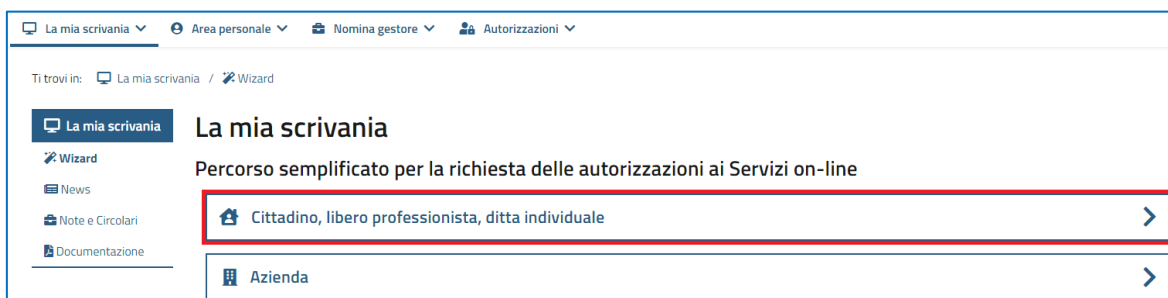 La mia scrivania Area personale Nomina gestore Autorizzazioni
Ti trovi in: La mia scrivania / Wizard
La mia scrivania
Wizard
News
Note e Circolari
Documentazione
La mia scrivania
Percorso semplificato per la richiesta delle autorizzazioni ai Servizi on-line
Cittadino, libero professionista, ditta individuale
Azienda